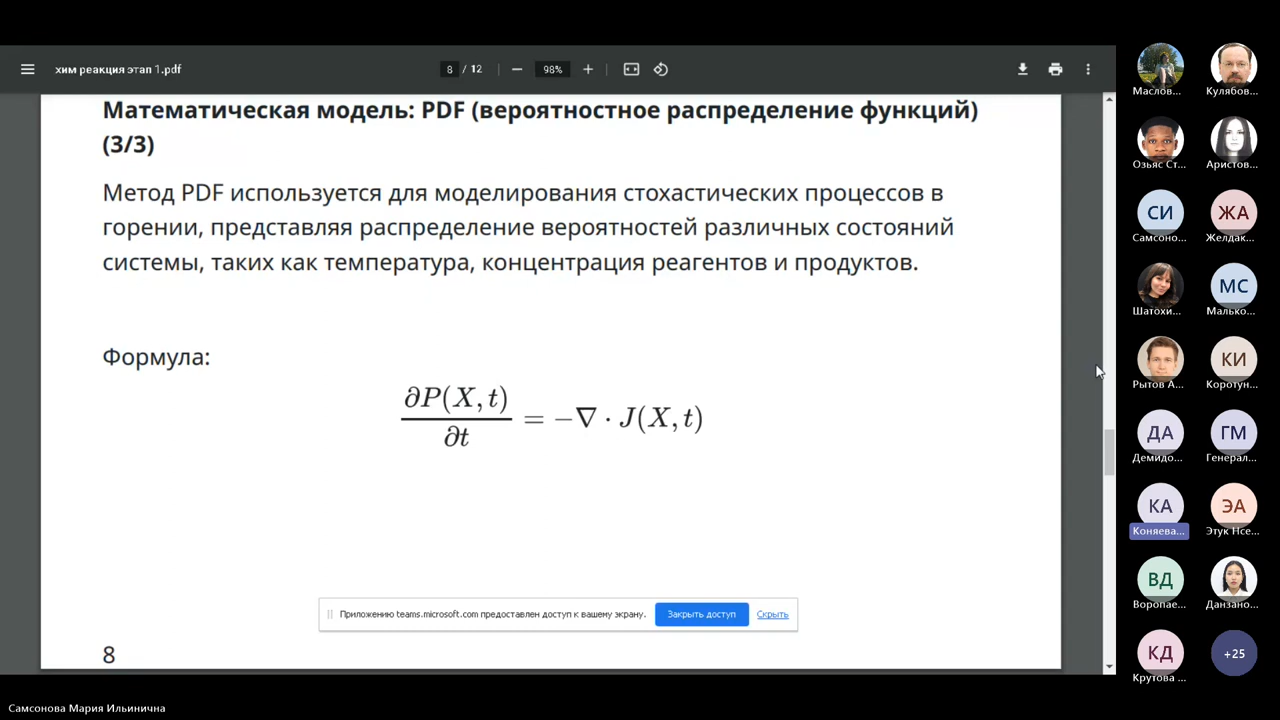 хим реакция этап 1.pdf
8 / 12
98%
Математическая модель: PDF (вероятностное распределение функций)
(3/3)
Метод PDF используется для моделирования стохастических процессов в
горении, представляя распределение вероятностей различных состояний
системы, таких как температура, концентрация реагентов и продуктов.
Формула:
∂P(X, t)
∂t
= −∇ · J(X, t)
Приложению teams.microsoft.com предоставлен доступ к вашему экрану.
Закрыть доступ
Скрыть
8
Маслов...
Кулябов...
Озьяс Ст...
Аристов...
СИ
ЖА
Самсоно...
Желдак...
МС
Шатохи...
Малько...
КИ
Рытов А...
Коротун...
ДА
ГМ
Демидо...
Генерал...
КА
ЭА
Коняева...
Этук Нсе...
ВД
Воропае...
Данзано...
КД
+25
Крутова ...
Самсонова Мария Ильинична